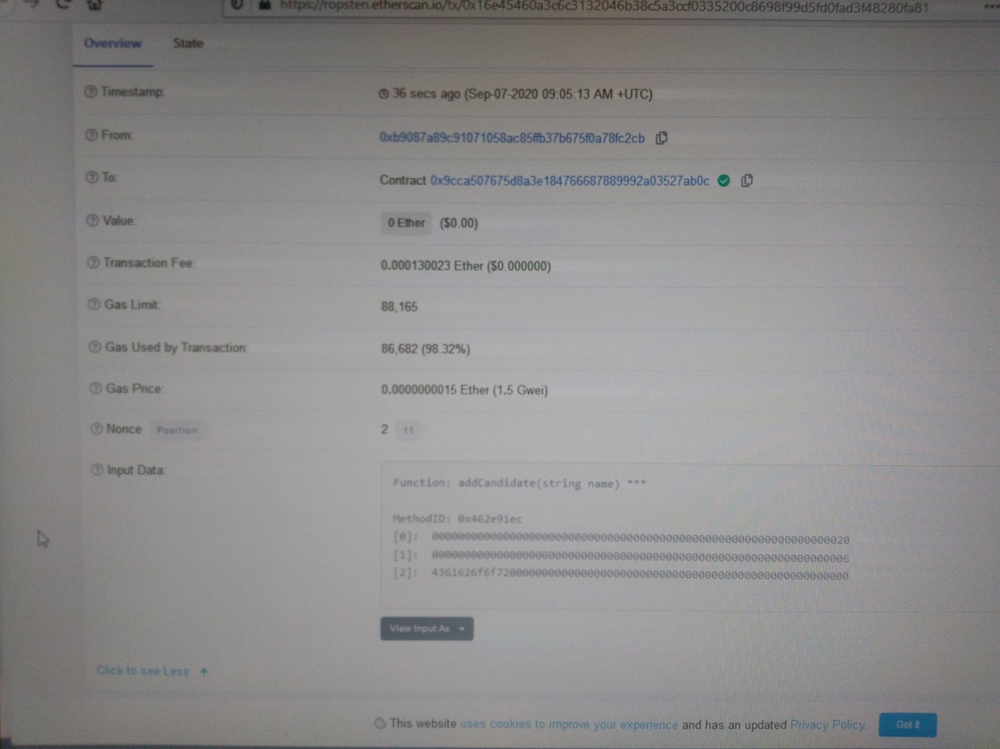 https://ropsten.etherscan.io/tx/0x16e45460a3c6c3132046b38c5a3ccf0335200c8698f99d5fd0fad3f48280fa81
Overview State
Timestamp: 36 secs ago (Sep-07-2020 09:05:13 AM +UTC)
From: 0xb9087a89c91071058ac85ffb37b675f0a78fc2cb
To: Contract 0x9cca507675d8a3e184766687889992a03527ab0c
Value: 0 Ether ($0.00)
Transaction Fee: 0.000130023 Ether ($0.000000)
Gas Limit: 88,165
Gas Used by Transaction: 86,682 (98.32%)
Gas Price: 0.0000000015 Ether (1.5 Gwei)
Nonce Position 2 11
Input Data:
Function: addCandidate(string name) ***
MethodID: 0x462e91ec
[0]: 0000000000000000000000000000000000000000000000000000000000000020
[1]: 0000000000000000000000000000000000000000000000000000000000000006
[2]: 4361626f6f720000000000000000000000000000000000000000000000000000
View Input As
Click to see Less
This website uses cookies to improve your experience and has an updated Privacy Policy. Got It